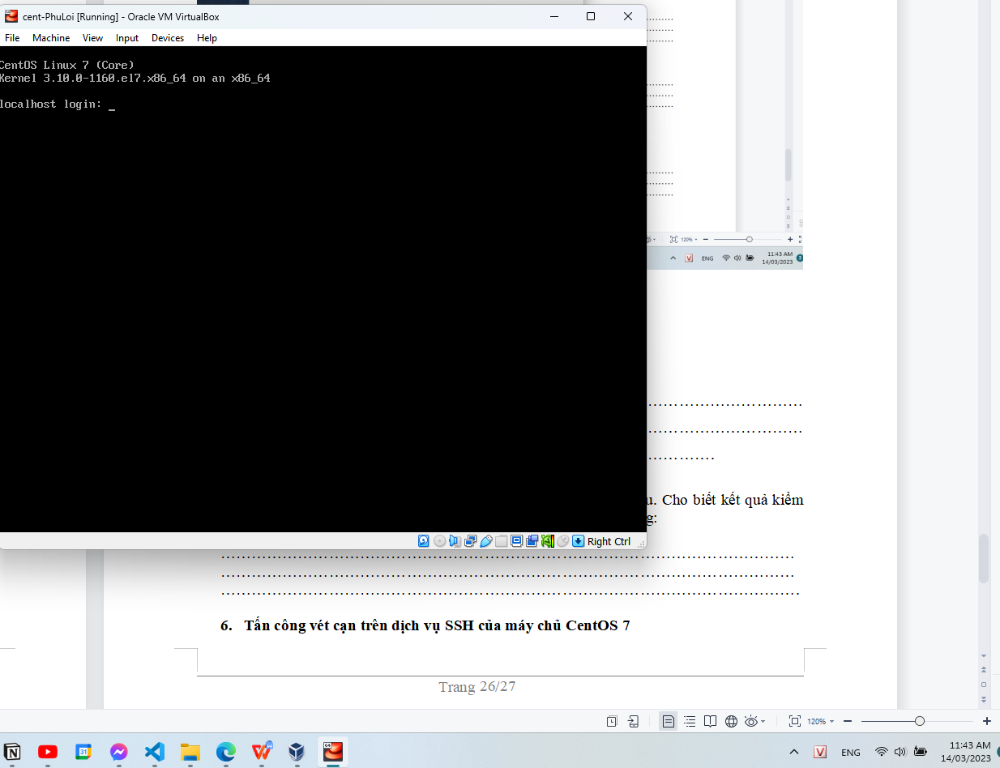 cent-PhuLoi [Running] - Oracle VM VirtualBox
File Machine View Input Devices Help
CentOS Linux 7 (Core)
Kernel 3.10.0-1160.el7.x86_64 on an x86_64
localhost login: _
120%
ENG
11:43 AM
14/03/2023
Cho biết kết quả kiểm
Right Ctrl
6. Tấn công vét cạn trên dịch vụ SSH của máy chủ CentOS 7
Trang 26/27
120%
31
64
ENG
11:43 AM
14/03/2023